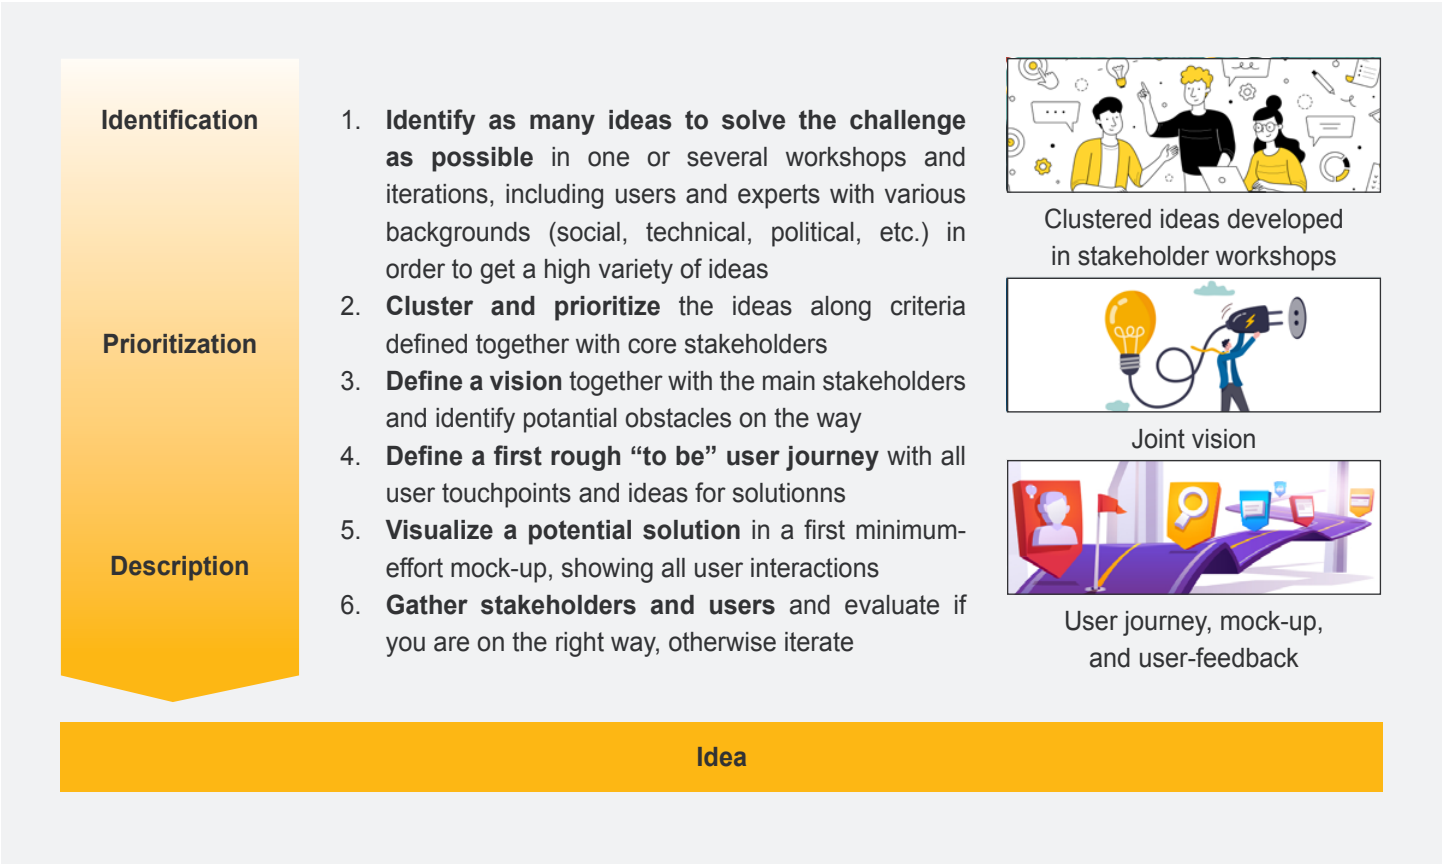 Identification
Prioritization
Description
1. Identify as many ideas to solve the challenge
as possible in one or several workshops and
iterations, including users and experts with various
backgrounds (social, technical, political, etc.) in
order to get a high variety of ideas
2. Cluster and prioritize the ideas along criteria
defined together with core stakeholders
3. Define a vision together with the main stakeholders
and identify potantial obstacles on the way
4. Define a first rough “to be” user journey with all
user touchpoints and ideas for solutionns
5. Visualize a potential solution in a first minimum-
effort mock-up, showing all user interactions
6. Gather stakeholders and users and evaluate if
you are on the right way, otherwise iterate
Clustered ideas developed
in stakeholder workshops
Joint vision
User journey, mock-up,
and user-feedback
Idea